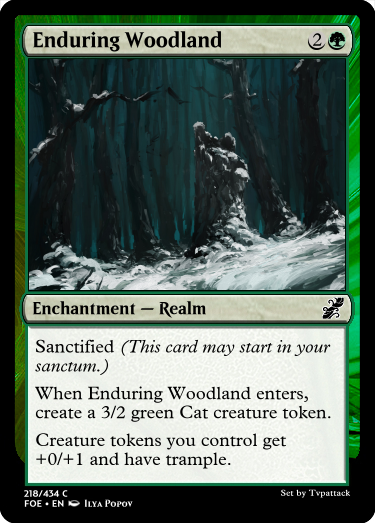 Enduring Woodland 2
Enchantment — Realm
Sanctified (This card may start in your
sanctum.)
When Enduring Woodland enters,
create a 3/2 green Cat creature token.
Creature tokens you control get
+0/+1 and have trample.
218/434 C
FOE • EN Ilya Popov
Set by Tvpattack